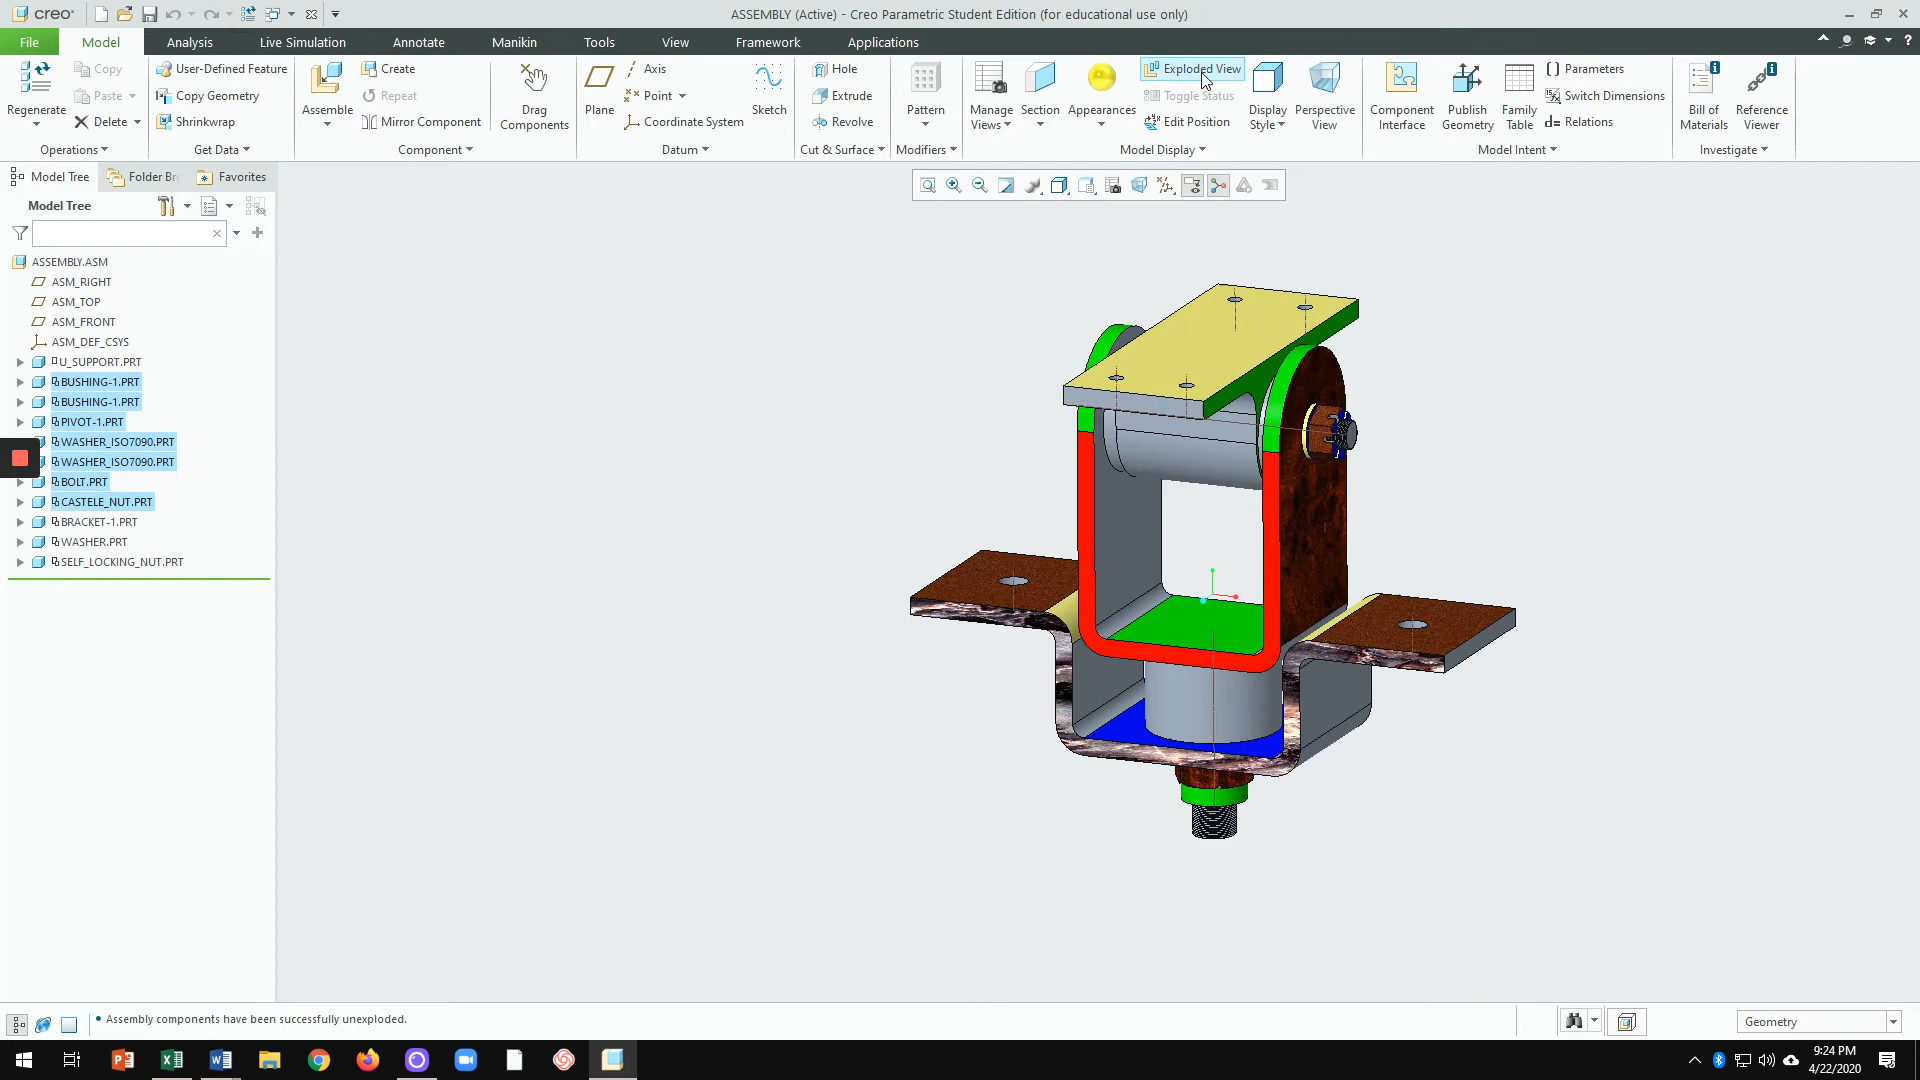 creo®
ASSEMBLY (Active) - Creo Parametric Student Edition (for educational use only)
File Model Analysis Live Simulation Annotate Manikin Tools View Framework Applications
Regenerate
Copy
Paste
Delete
Operations
User-Defined Feature
Copy Geometry
Shrinkwrap
Get Data
Assemble
Create
Repeat
Mirror Component
Drag Components
Component
Plane
Axis
Point
Coordinate System
Sketch
Datum
Hole
Extrude
Revolve
Cut & Surface
Pattern
Modifiers
Manage Views
Section
Appearances
Exploded View
Toggle Status
Edit Position
Display Style
Perspective View
Model Display
Component Interface
Publish Geometry
Family Table
Parameters
Switch Dimensions
Relations
Model Intent
Bill of Materials
Reference Viewer
Investigate
Model Tree Folder Br Favorites
Model Tree
ASSEMBLY.ASM
ASM_RIGHT
ASM_TOP
ASM_FRONT
ASM_DEF_CSYS
U_SUPPORT.PRT
BUSHING-1.PRT
BUSHING-1.PRT
PIVOT-1.PRT
WASHER_ISO7090.PRT
WASHER_ISO7090.PRT
BOLT.PRT
CASTELE_NUT.PRT
BRACKET-1.PRT
WASHER.PRT
SELF_LOCKING_NUT.PRT
Assembly components have been successfully unexploded.
Geometry
9:24 PM
4/22/2020